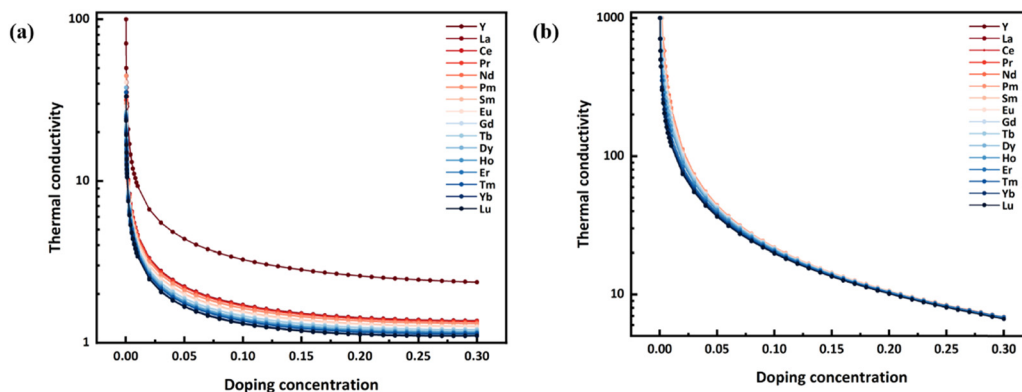 (a)
Thermal conductivity
100
10
1
0.00 0.05 0.10 0.15 0.20 0.25 0.30
Doping concentration
Y
La
Ce
Pr
Nd
Pm
Sm
Eu
Gd
Tb
Dy
Ho
Er
Tm
Yb
Lu
(b)
Thermal conductivity
1000
100
10
0.00 0.05 0.10 0.15 0.20 0.25 0.30
Doping concentration
Y
La
Ce
Pr
Nd
Pm
Sm
Eu
Gd
Tb
Dy
Ho
Er
Tm
Yb
Lu